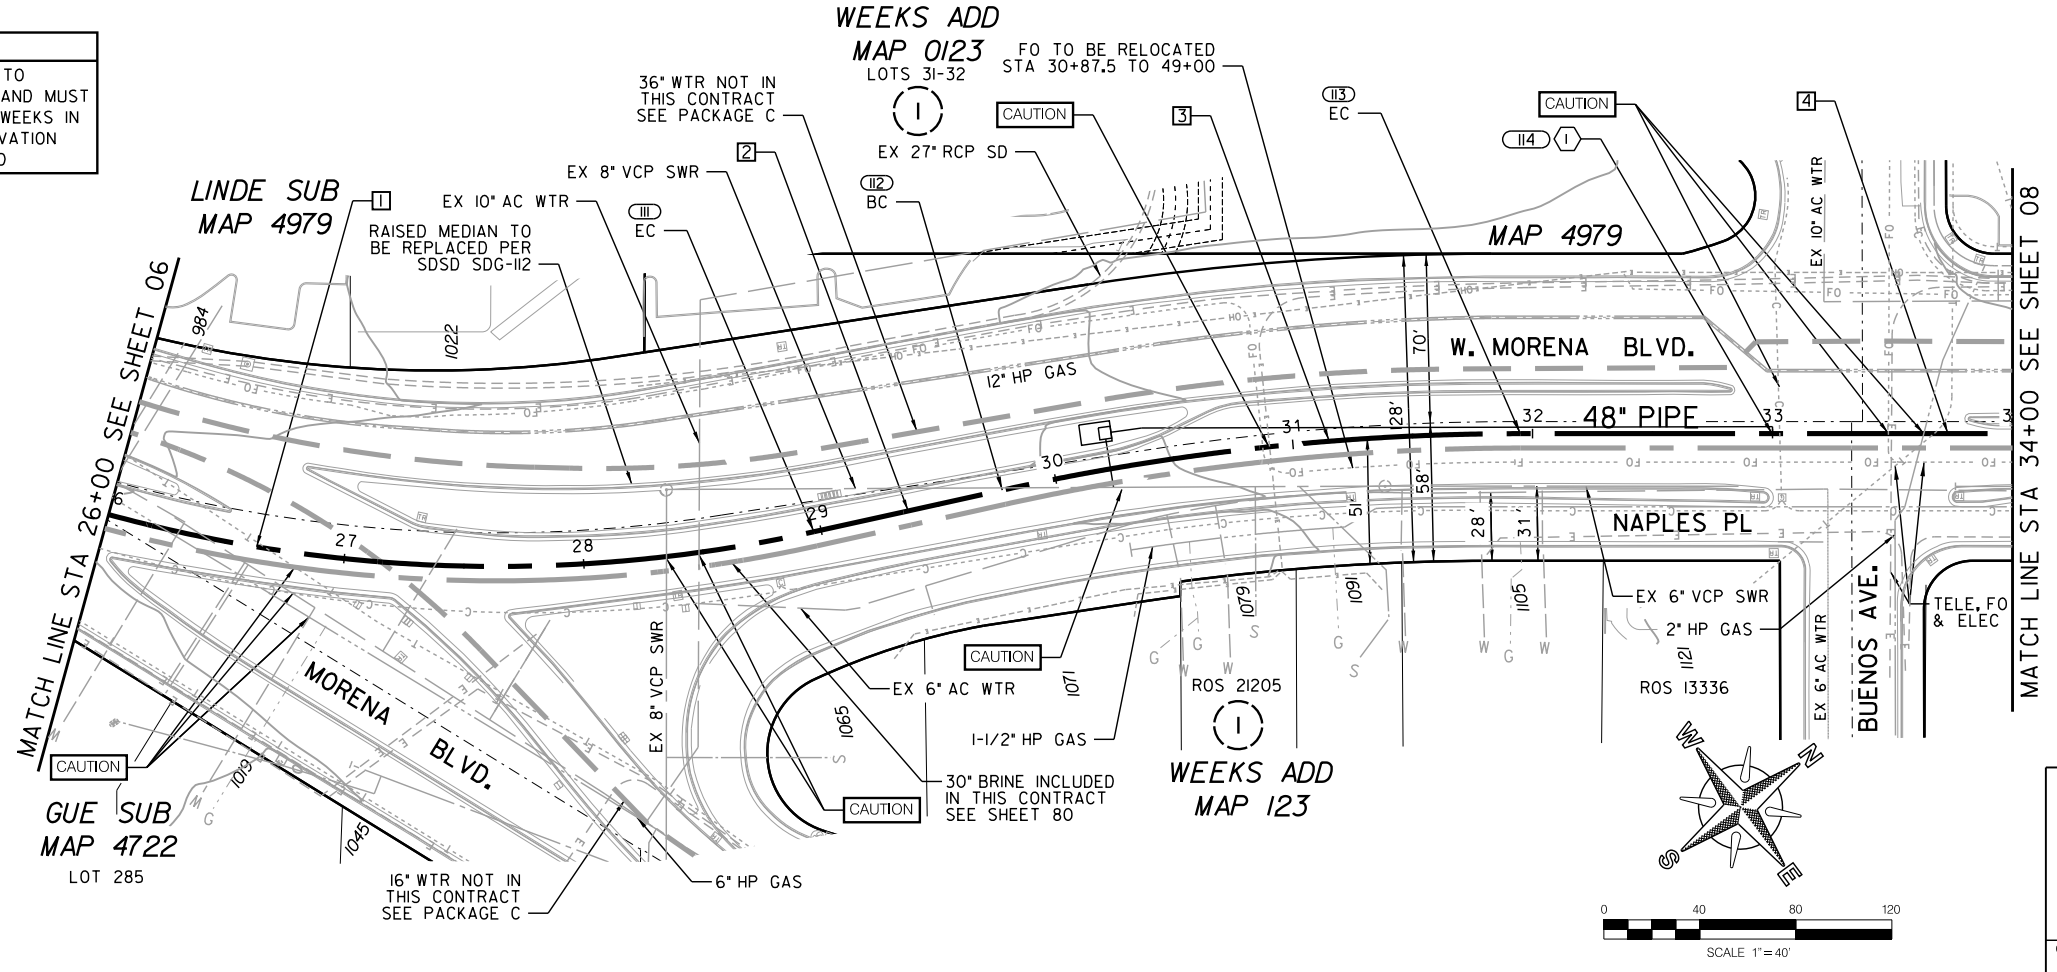 TO
AND MUST
WEEKS IN
VATION
WEEKS ADD
MAP 0123
LOTS 31-32
1
FO TO BE RELOCATED
STA 30+87.5 TO 49+00
36" WTR NOT IN
THIS CONTRACT
SEE PACKAGE C
CAUTION
3
113
EC
CAUTION
4
114
1
2
EX 27" RCP SD
EX 8" VCP SWR
112
BC
LINDE SUB
MAP 4979
1
EX 10" AC WTR
111
EC
RAISED MEDIAN TO
BE REPLACED PER
SDSD SDG-112
MAP 4979
EX 10" AC WTR
MATCH LINE STA 26+00 SEE SHEET 06
984
1022
12" HP GAS
W. MORENA BLVD.
70'
128'
58'
51'
28'
31'
48" PIPE
NAPLES PL
6
27
28
29
30
31
32
33
3
MATCH LINE STA 34+00 SEE SHEET 08
EX 6" VCP SWR
2" HP GAS
TELE, FO
& ELEC
BUENOS AVE.
EX 6" AC WTR
1071
1079
1091
1105
1121
ROS 21205
1
WEEKS ADD
MAP 123
ROS 13336
CAUTION
EX 6" AC WTR
1-1/2" HP GAS
1065
EX 8" VCP SWR
30" BRINE INCLUDED
IN THIS CONTRACT
SEE SHEET 80
CAUTION
MORENA
BLVD.
CAUTION
GUE SUB
MAP 4722
LOT 285
1019
1045
16" WTR NOT IN
THIS CONTRACT
SEE PACKAGE C
6" HP GAS
W
N
S
E
0 40 80 120
SCALE 1"=40'